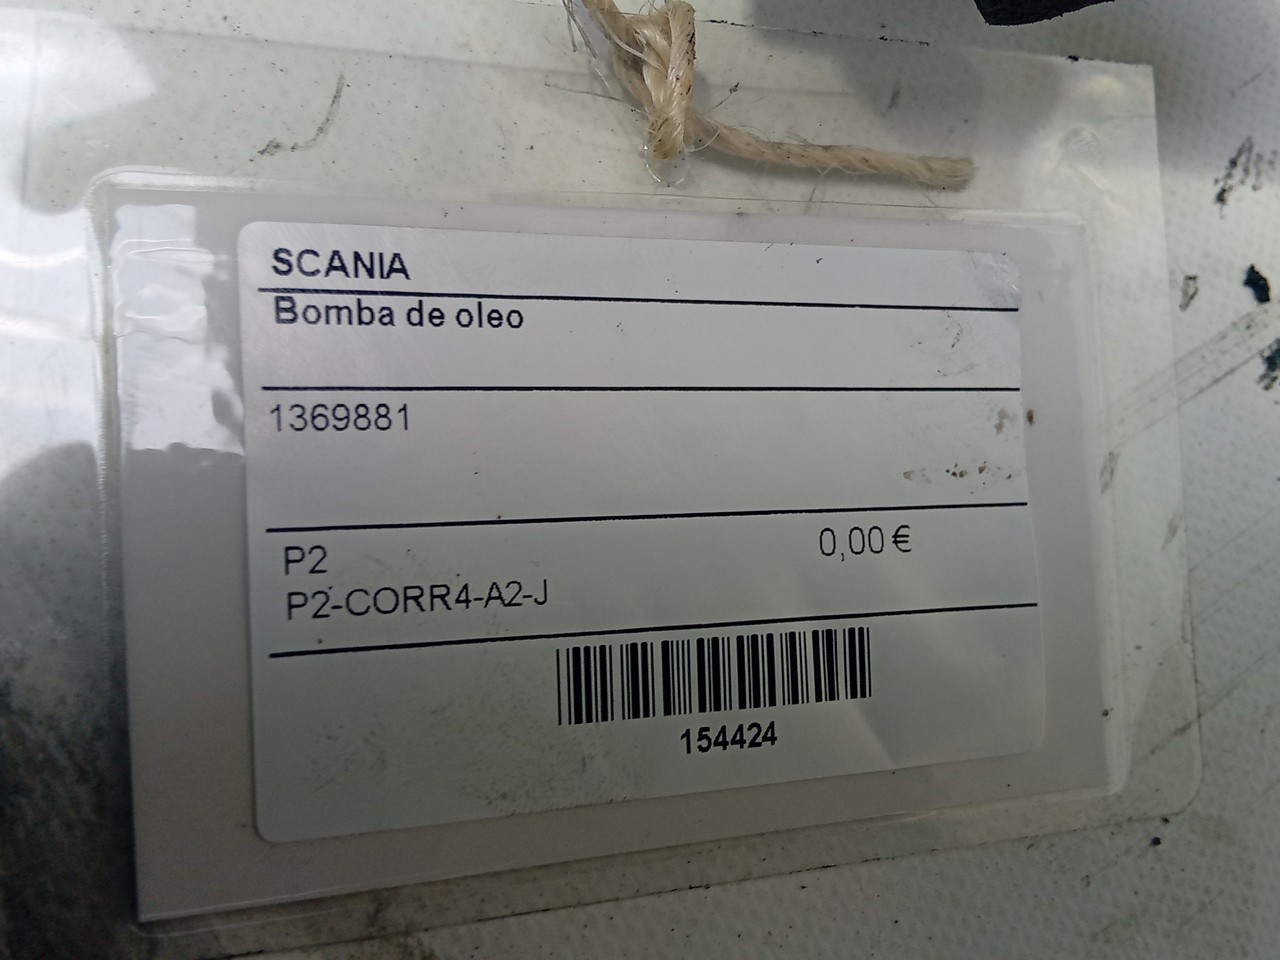 SCANIA
Bomba de oleo
1369881
P2
0,00 €
P2-CORR4-A2-J
154424